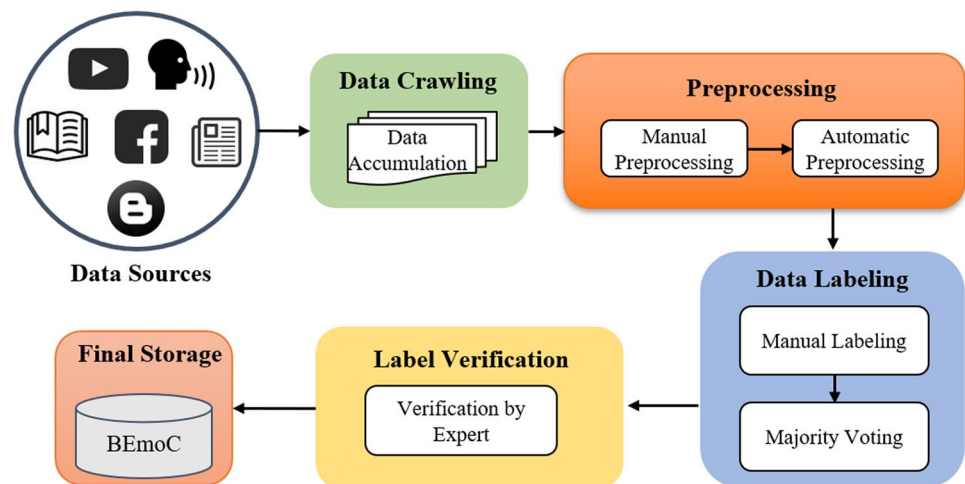 Data Sources
Data Crawling
Data
Accumulation
Preprocessing
Manual
Preprocessing
Automatic
Preprocessing
Data Labeling
Manual Labeling
Majority Voting
Label Verification
Verification by
Expert
Final Storage
BEmoC